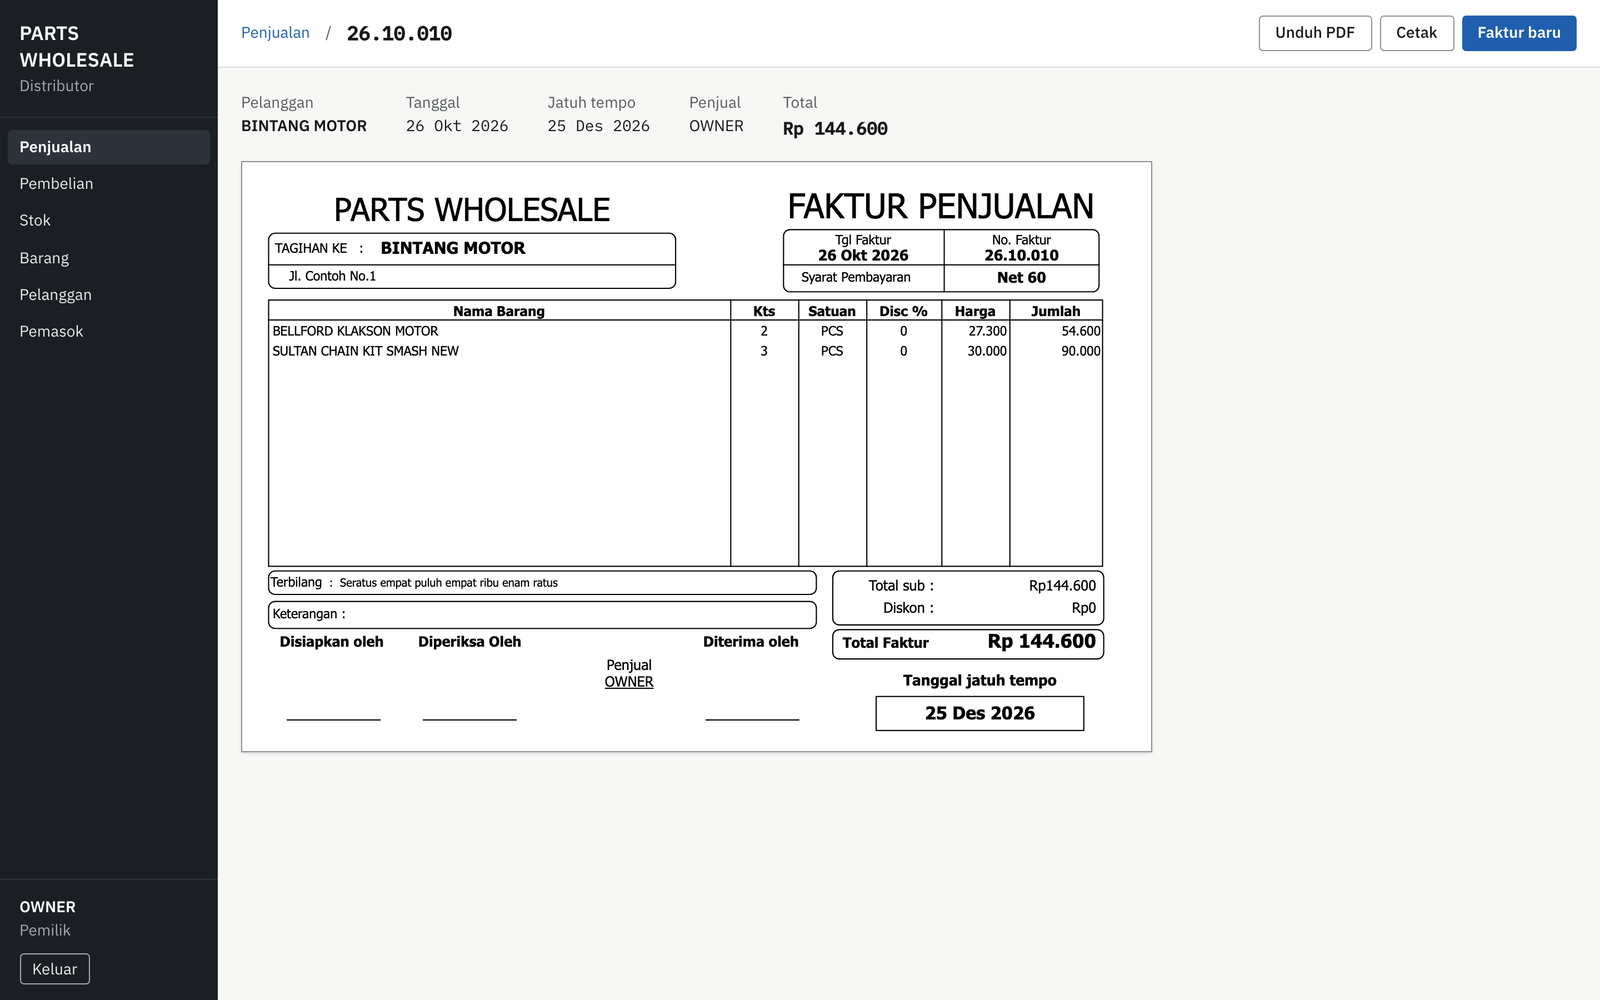 PARTS
WHOLESALE
Distributor
Penjualan
Pembelian
Stok
Barang
Pelanggan
Pemasok
OWNER
Pemilik
Keluar
Penjualan / 26.10.010
Unduh PDF Cetak Faktur baru
Pelanggan Tanggal Jatuh tempo Penjual Total
BINTANG MOTOR 26 Okt 2026 25 Des 2026 OWNER Rp 144.600
PARTS WHOLESALE FAKTUR PENJUALAN
TAGIHAN KE : BINTANG MOTOR
Jl. Contoh No.1
Tgl Faktur No. Faktur
26 Okt 2026 26.10.010
Syarat Pembayaran Net 60
Nama Barang Kts Satuan Disc % Harga Jumlah
BELLFORD KLAKSON MOTOR 2 PCS 0 27.300 54.600
SULTAN CHAIN KIT SMASH NEW 3 PCS 0 30.000 90.000
Terbilang : Seratus empat puluh empat ribu enam ratus
Keterangan :
Total sub : Rp144.600
Diskon : Rp0
Total Faktur Rp 144.600
Disiapkan oleh Diperiksa Oleh Diterima oleh
Penjual
OWNER
Tanggal jatuh tempo
25 Des 2026